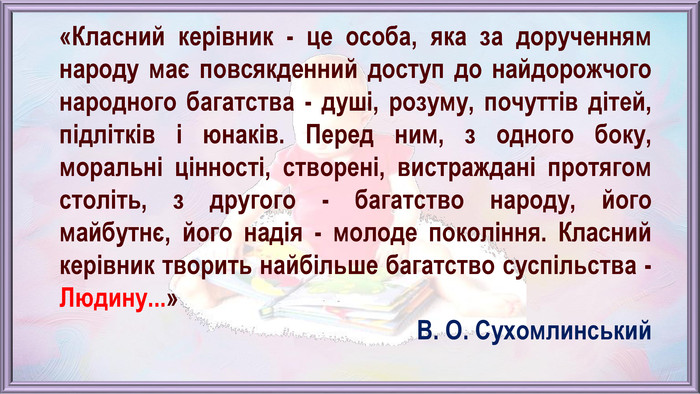 «Класний керівник - це особа, яка за дорученням
народу має повсякденний доступ до найдорожчого
народного багатства - душі, розуму, почуттів дітей,
підлітків і юнаків. Перед ним, з одного боку,
моральні цінності, створені, вистраждані протягом
століть, з другого - багатство народу, його
майбутнє, його надія - молоде покоління. Класний
керівник творить найбільше багатство суспільства -
Людину...»
В. О. Сухомлинський